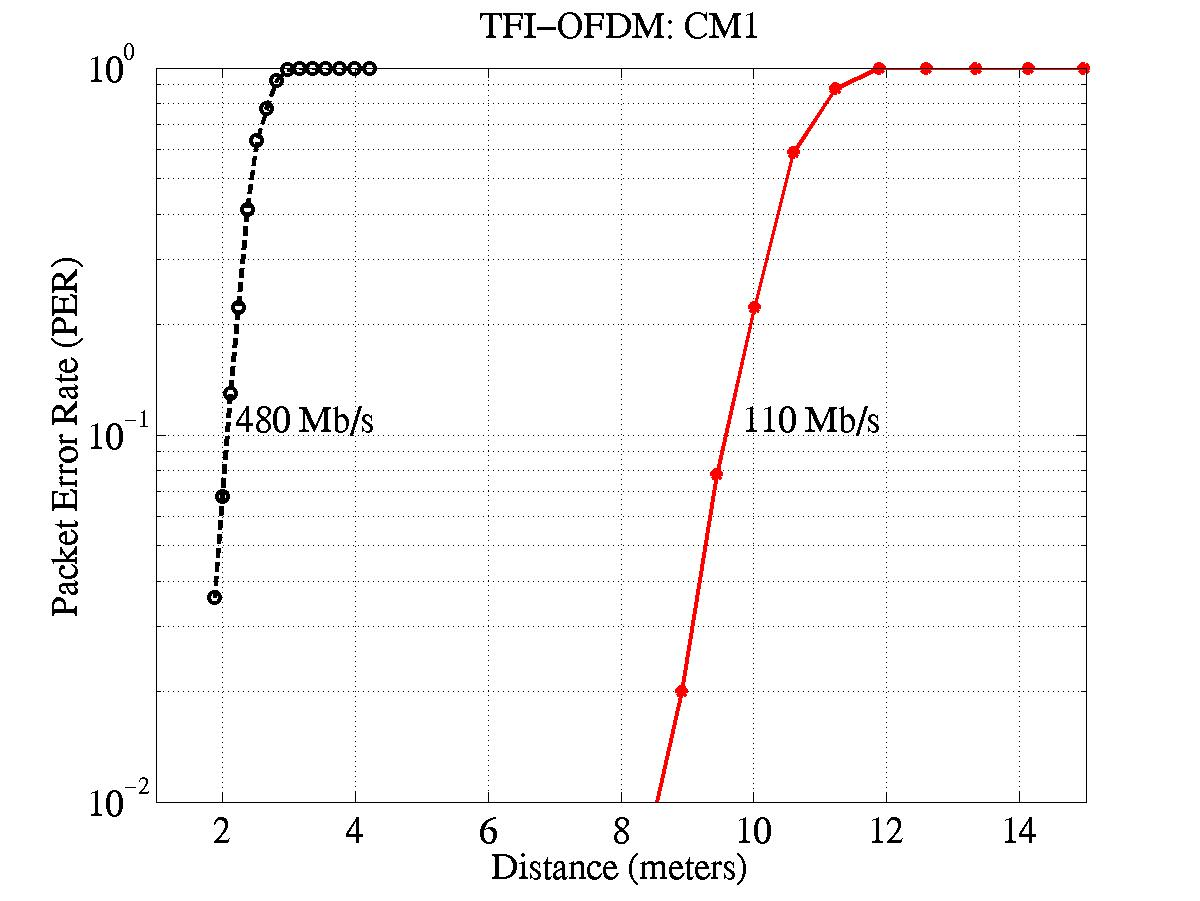 TFI−OFDM: CM1
10^0
10^−1
10^−2
Packet Error Rate (PER)
480 Mb/s
110 Mb/s
2 4 6 8 10 12 14
Distance (meters)